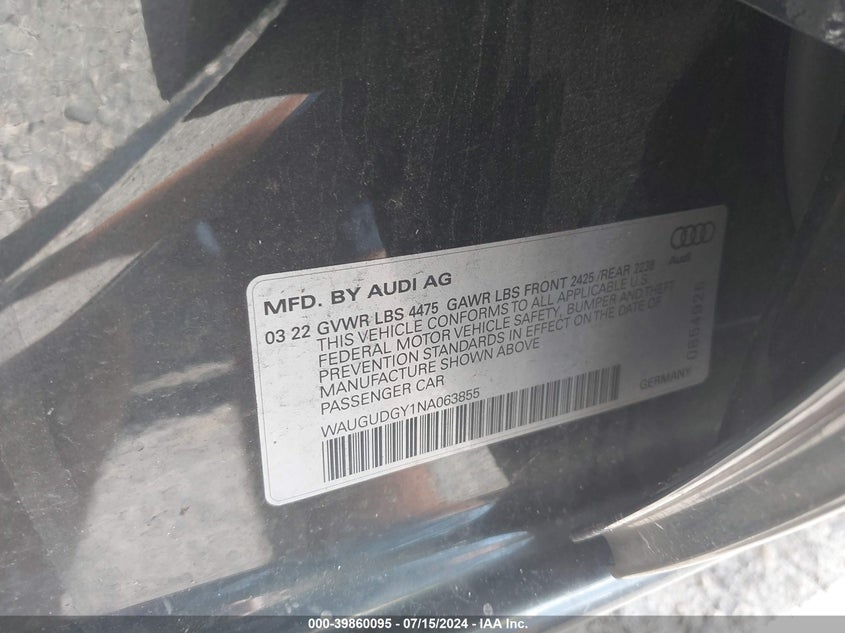 Audi
MFD. BY AUDI AG
03 22 GVWR LBS 4475 GAWR LBS FRONT 2425 /REAR 2238
THIS VEHICLE CONFORMS TO ALL APPLICABLE U.S.
FEDERAL MOTOR VEHICLE SAFETY, BUMPER AND THEFT
PREVENTION STANDARDS IN EFFECT ON THE DATE OF
MANUFACTURE SHOWN ABOVE
PASSENGER CAR
WAUGUDGY1NA063855
GERMANY
0854925
000-39860095 - 07/15/2024 - IAA Inc.